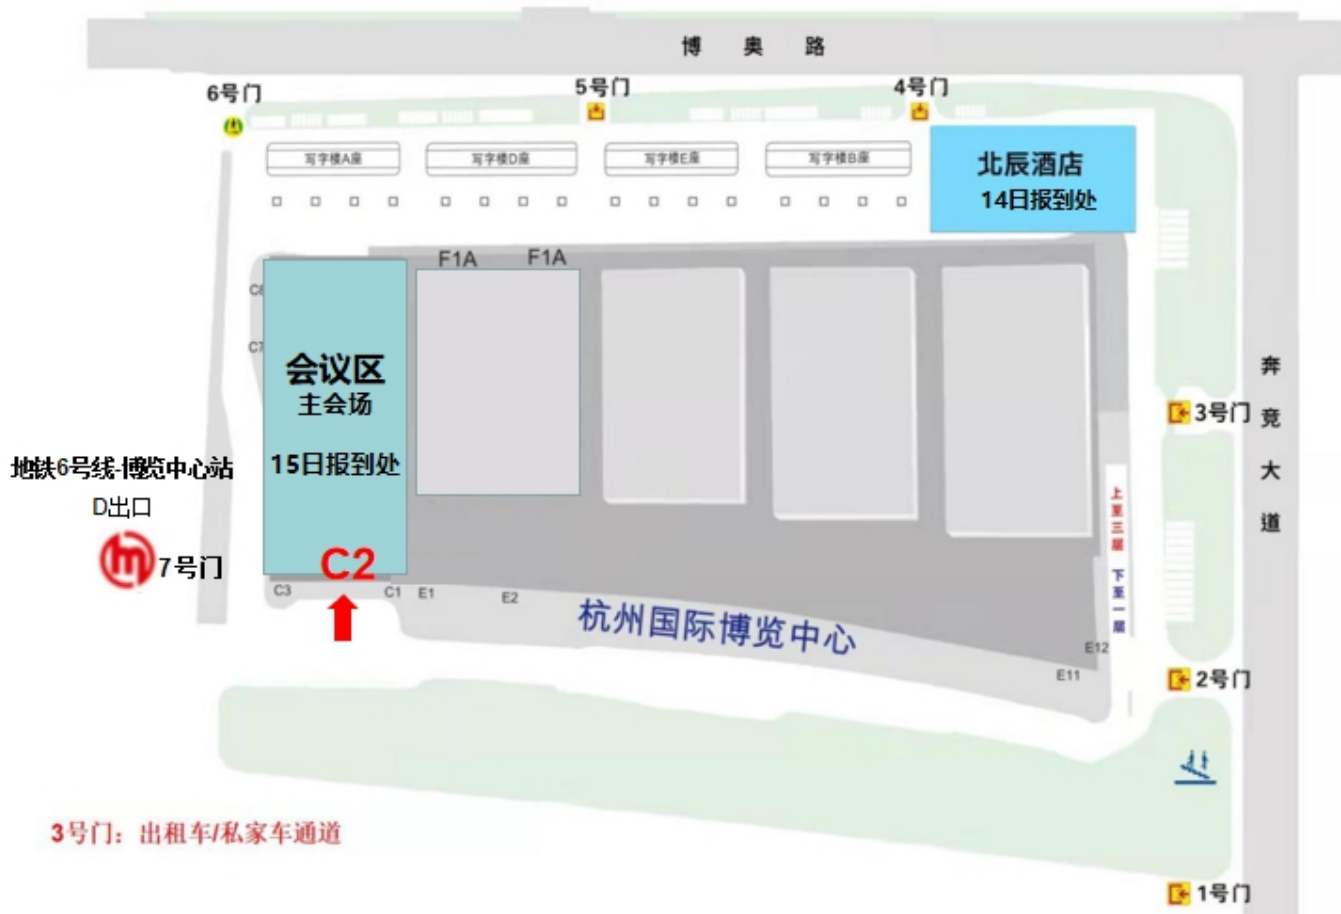 博奥路
6号门
5号门
4号门
写字楼A座
写字楼D座
写字楼E座
写字楼B座
北辰酒店
14日报到处
F1A
F1A
C8
C7
会议区
主会场
15日报到处
奔竞大道
3号门
地铁6号线-博览中心站
D出口
7号门
上至三层 下至一层
C2
C3
C1
E1
E2
杭州国际博览中心
E12
E11
2号门
3号门：出租车/私家车通道
1号门